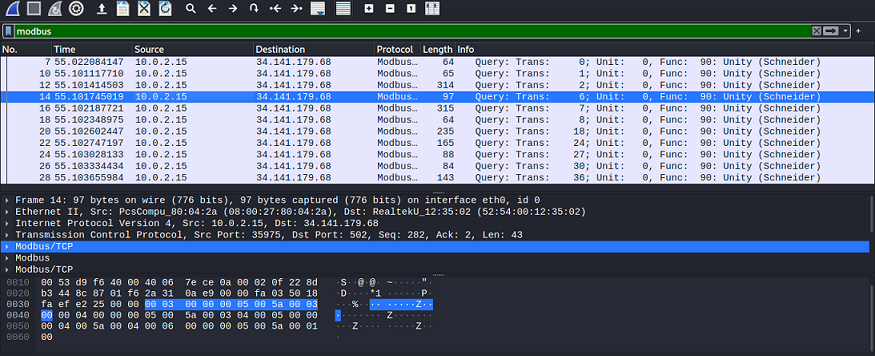 modbus
No. Time Source Destination Protocol Length Info
7 55.022084147 10.0.2.15 34.141.179.68 Modbus… 64 Query: Trans: 0; Unit: 0, Func: 90: Unity (Schneider)
10 55.101117710 10.0.2.15 34.141.179.68 Modbus… 65 Query: Trans: 1; Unit: 0, Func: 90: Unity (Schneider)
12 55.101414503 10.0.2.15 34.141.179.68 Modbus… 314 Query: Trans: 2; Unit: 0, Func: 90: Unity (Schneider)
14 55.101745019 10.0.2.15 34.141.179.68 Modbus… 97 Query: Trans: 6; Unit: 0, Func: 90: Unity (Schneider)
16 55.102187721 10.0.2.15 34.141.179.68 Modbus… 315 Query: Trans: 7; Unit: 0, Func: 90: Unity (Schneider)
18 55.102348975 10.0.2.15 34.141.179.68 Modbus… 64 Query: Trans: 8; Unit: 0, Func: 90: Unity (Schneider)
20 55.102602447 10.0.2.15 34.141.179.68 Modbus… 235 Query: Trans: 18; Unit: 0, Func: 90: Unity (Schneider)
22 55.102747197 10.0.2.15 34.141.179.68 Modbus… 165 Query: Trans: 24; Unit: 0, Func: 90: Unity (Schneider)
24 55.103028133 10.0.2.15 34.141.179.68 Modbus… 88 Query: Trans: 27; Unit: 0, Func: 90: Unity (Schneider)
26 55.103334434 10.0.2.15 34.141.179.68 Modbus… 84 Query: Trans: 30; Unit: 0, Func: 90: Unity (Schneider)
28 55.103655984 10.0.2.15 34.141.179.68 Modbus… 143 Query: Trans: 36; Unit: 0, Func: 90: Unity (Schneider)
Frame 14: 97 bytes on wire (776 bits), 97 bytes captured (776 bits) on interface eth0, id 0
Ethernet II, Src: PcsCompu_80:04:2a (08:00:27:80:04:2a), Dst: RealtekU_12:35:02 (52:54:00:12:35:02)
Internet Protocol Version 4, Src: 10.0.2.15, Dst: 34.141.179.68
Transmission Control Protocol, Src Port: 35975, Dst Port: 502, Seq: 282, Ack: 2, Len: 43
Modbus/TCP
Modbus
Modbus/TCP
0010 00 53 d9 f6 40 00 40 06 7e ce 0a 00 02 0f 22 8d ·S··@·@· ~·····"·
0020 b3 44 8c 87 01 f6 2a 31 0a e9 00 00 fa 03 50 18 ·D····*1 ······P·
0030 fa ef e2 25 00 00 00 03 00 00 00 05 00 5a 00 03 ···%···· ·····Z··
0040 00 00 04 00 00 00 05 00 5a 00 03 04 00 05 00 00 ········ Z·······
0050 00 04 00 5a 00 04 00 06 00 00 00 05 00 5a 00 01 ···Z···· ·····Z··
0060 00 ·